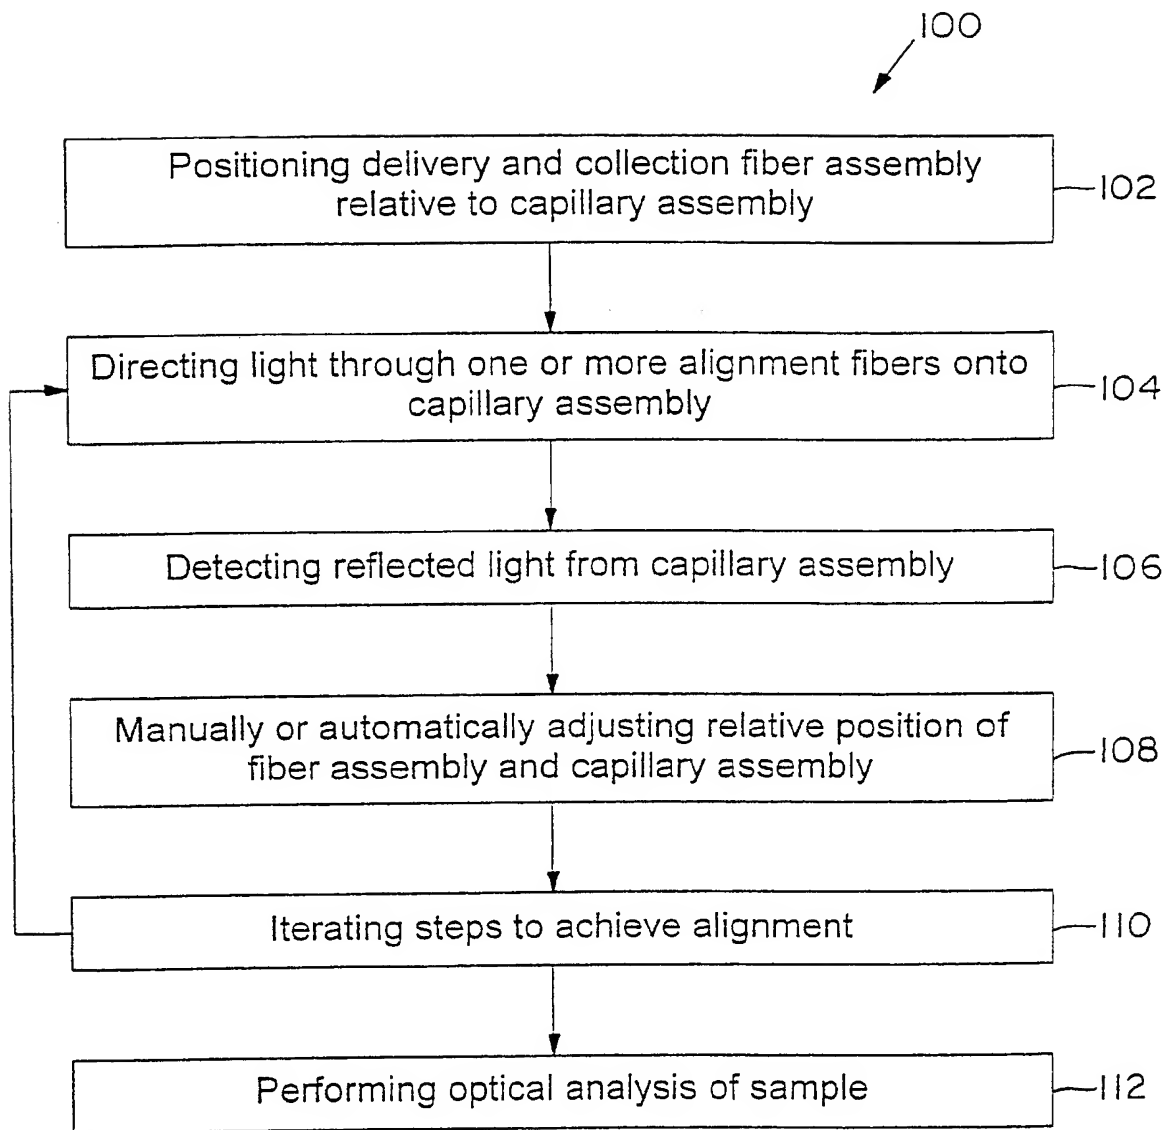 100
Positioning delivery and collection fiber assembly
relative to capillary assembly
102
Directing light through one or more alignment fibers onto
capillary assembly
104
Detecting reflected light from capillary assembly
106
Manually or automatically adjusting relative position of
fiber assembly and capillary assembly
108
Iterating steps to achieve alignment
110
Performing optical analysis of sample
112